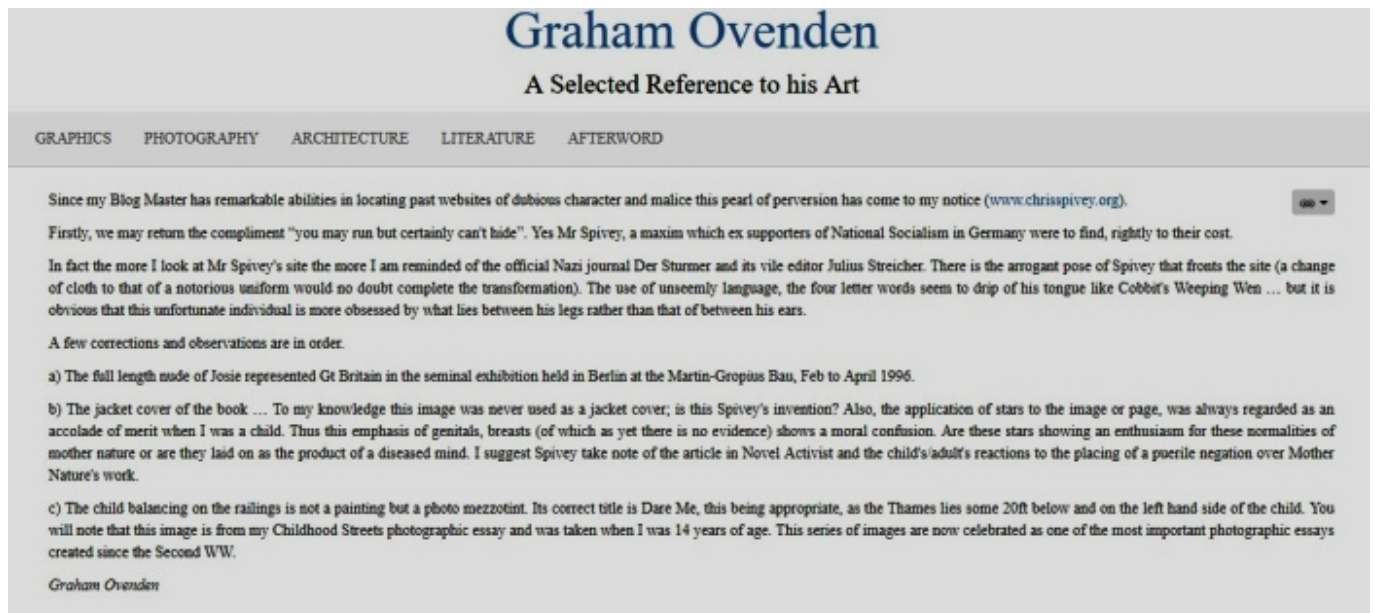 Graham Ovenden
A Selected Reference to his Art
GRAPHICS PHOTOGRAPHY ARCHITECTURE LITERATURE AFTERWORD
Since my Blog Master has remarkable abilities in locating past websites of dubious character and malice this pearl of perversion has come to my notice (www.chrisspivey.org).
Firstly, we may return the compliment “you may run but certainly can't hide”. Yes Mr Spivey, a maxim which ex supporters of National Socialism in Germany were to find, rightly to their cost.
In fact the more I look at Mr Spivey's site the more I am reminded of the official Nazi journal Der Sturmer and its vile editor Julius Streicher. There is the arrogant pose of Spivey that fronts the site (a change
of cloth to that of a notorious uniform would no doubt complete the transformation). The use of unseemly language, the four letter words seem to drip of his tongue like Cobbit's Weeping Wen … but it is
obvious that this unfortunate individual is more obsessed by what lies between his legs rather than that of between his ears.
A few corrections and observations are in order.
a) The full length nude of Josie represented Gt Britain in the seminal exhibition held in Berlin at the Martin-Gropius Bau, Feb to April 1996.
b) The jacket cover of the book … To my knowledge this image was never used as a jacket cover; is this Spivey's invention? Also, the application of stars to the image or page, was always regarded as an
accolade of merit when I was a child. Thus this emphasis of genitals, breasts (of which as yet there is no evidence) shows a moral confusion. Are these stars showing an enthusiasm for these normalities of
mother nature or are they laid on as the product of a diseased mind. I suggest Spivey take note of the article in Novel Activist and the child's/adult's reactions to the placing of a puerile negation over Mother
Nature's work.
c) The child balancing on the railings is not a painting but a photo mezzotint. Its correct title is Dare Me, this being appropriate, as the Thames lies some 20ft below and on the left hand side of the child. You
will note that this image is from my Childhood Streets photographic essay and was taken when I was 14 years of age. This series of images are now celebrated as one of the most important photographic essays
created since the Second WW.
Graham Ovenden